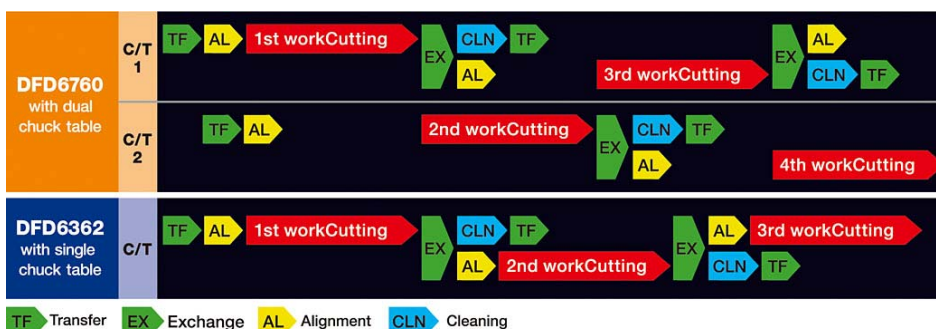 DFD6760
with dual
chuck table
C/T
1
TF AL 1st workCutting EX CLN TF EX AL
AL 3rd workCutting CLN TF
C/T
2
TF AL 2nd workCutting EX CLN TF
AL 4th workCutting
DFD6362
with single
chuck table
C/T
TF AL 1st workCutting EX CLN TF EX AL 3rd workCutting
AL 2nd workCutting CLN TF
TF Transfer EX Exchange AL Alignment CLN Cleaning